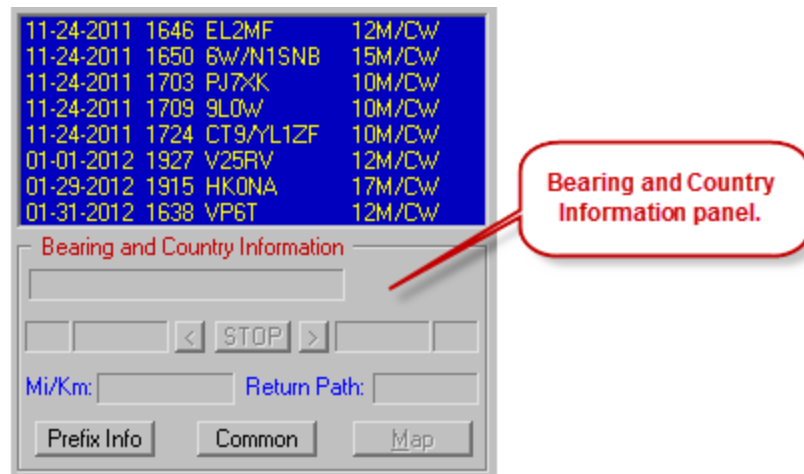 11-24-2011 1646 EL2MF 12M/CW
11-24-2011 1650 6W/N1SNB 15M/CW
11-24-2011 1703 PJ7XK 10M/CW
11-24-2011 1709 9L0W 10M/CW
11-24-2011 1724 CT9/YL1ZF 10M/CW
01-01-2012 1927 V25RV 12M/CW
01-29-2012 1915 HK0NA 17M/CW
01-31-2012 1638 VP6T 12M/CW
Bearing and Country
Information panel.
Bearing and Country Information
< STOP >
Mi/Km: Return Path:
Prefix Info Common Map